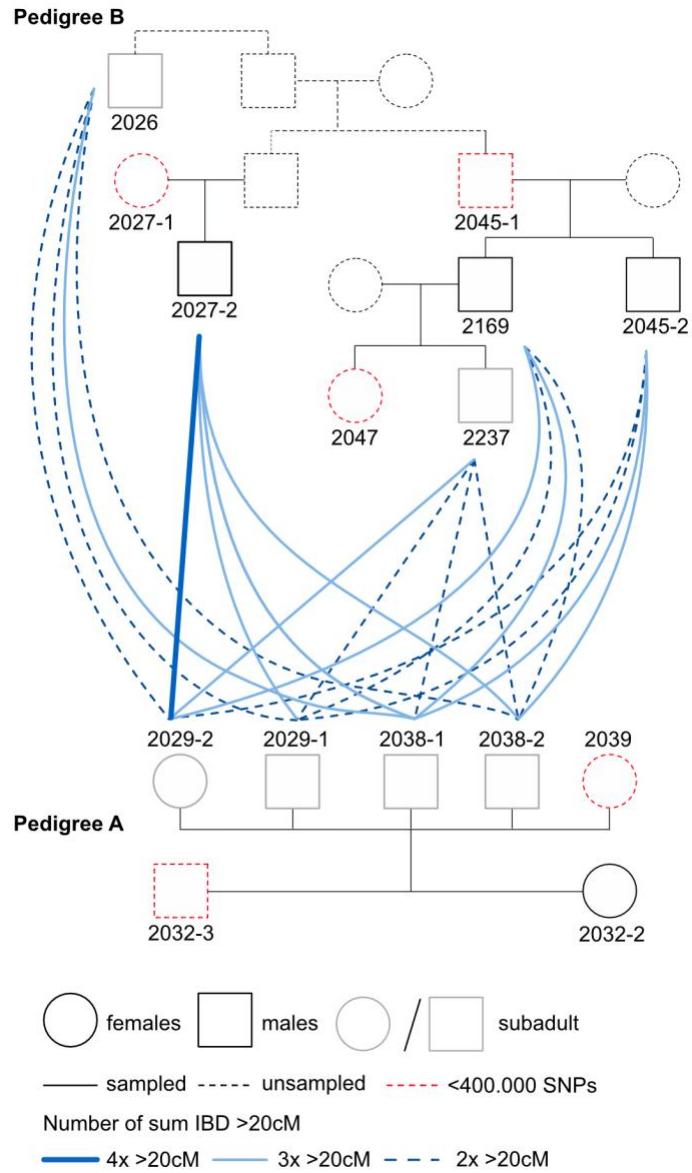 Pedigree B
2026
2027-1
2045-1
2027-2
2169
2045-2
2047
2237
2029-2 2029-1 2038-1 2038-2 2039
Pedigree A
2032-3
2032-2
females males / subadult
sampled unsampled <400.000 SNPs
Number of sum IBD >20cM
4x >20cM 3x >20cM 2x >20cM